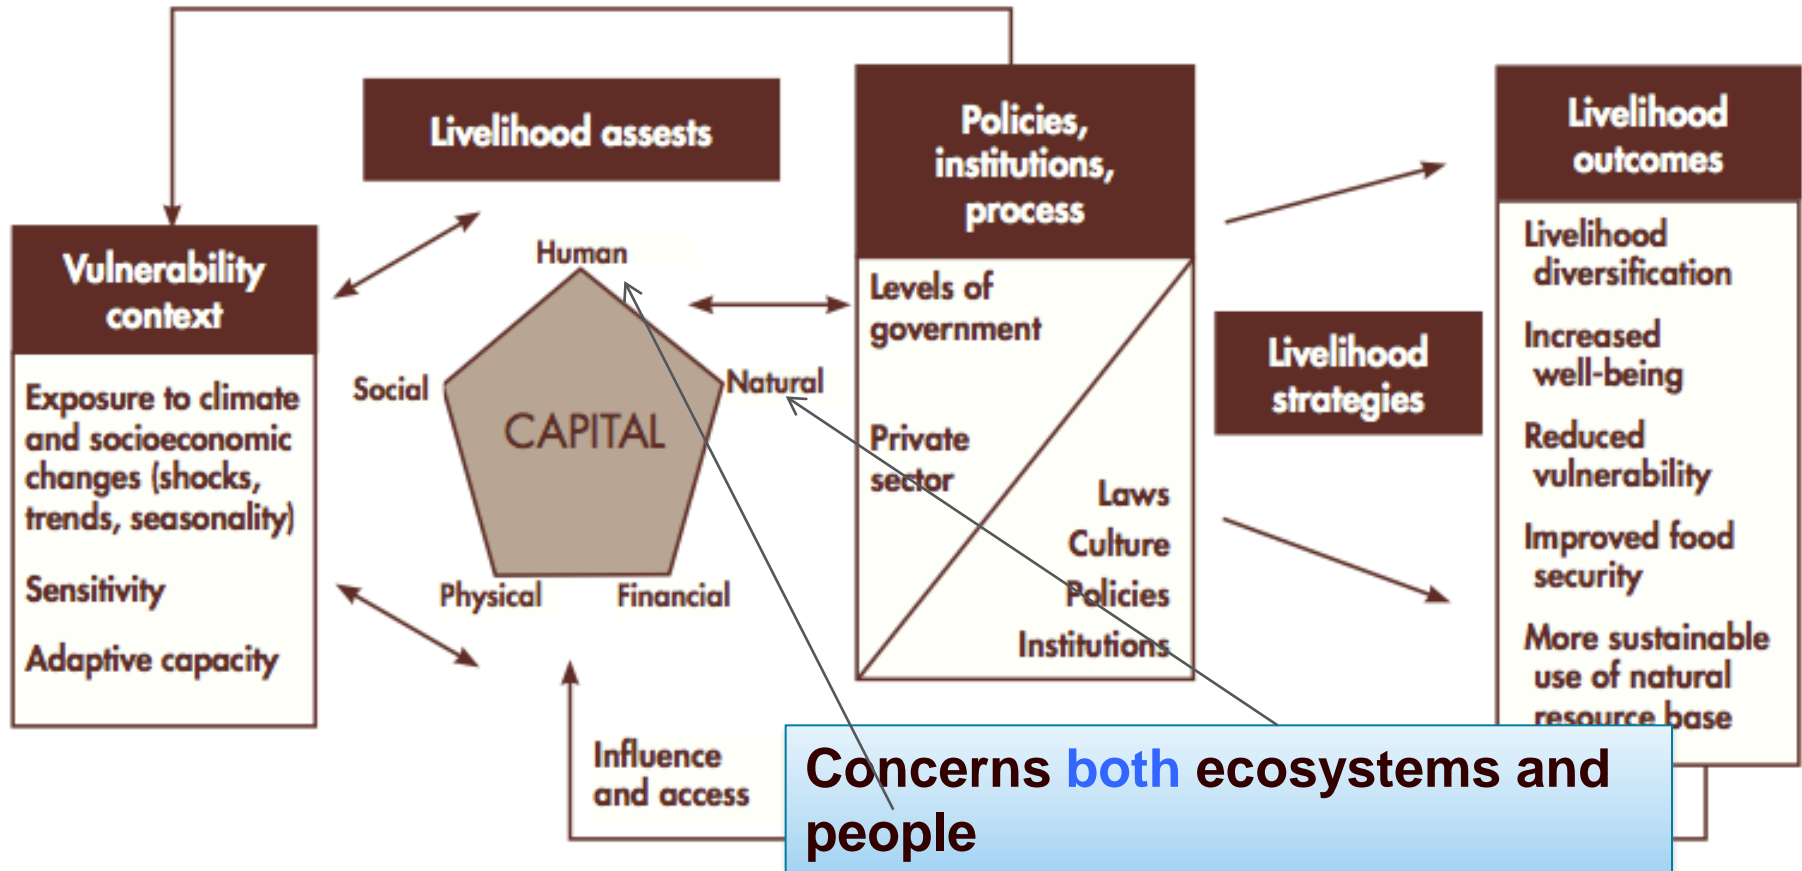 Livelihood assests
Policies,
institutions,
process
Livelihood
outcomes
Vulnerability
context
Exposure to climate
and socioeconomic
changes (shocks,
trends, seasonality)
Sensitivity
Adaptive capacity
Human
Social
Natural
CAPITAL
Physical
Financial
Influence
and access
Levels of
government
Private
sector
Laws
Culture
Policies
Institutions
Livelihood
strategies
Livelihood
diversification
Increased
well-being
Reduced
vulnerability
Improved food
security
More sustainable
use of natural
resource base
Concerns both ecosystems and
people